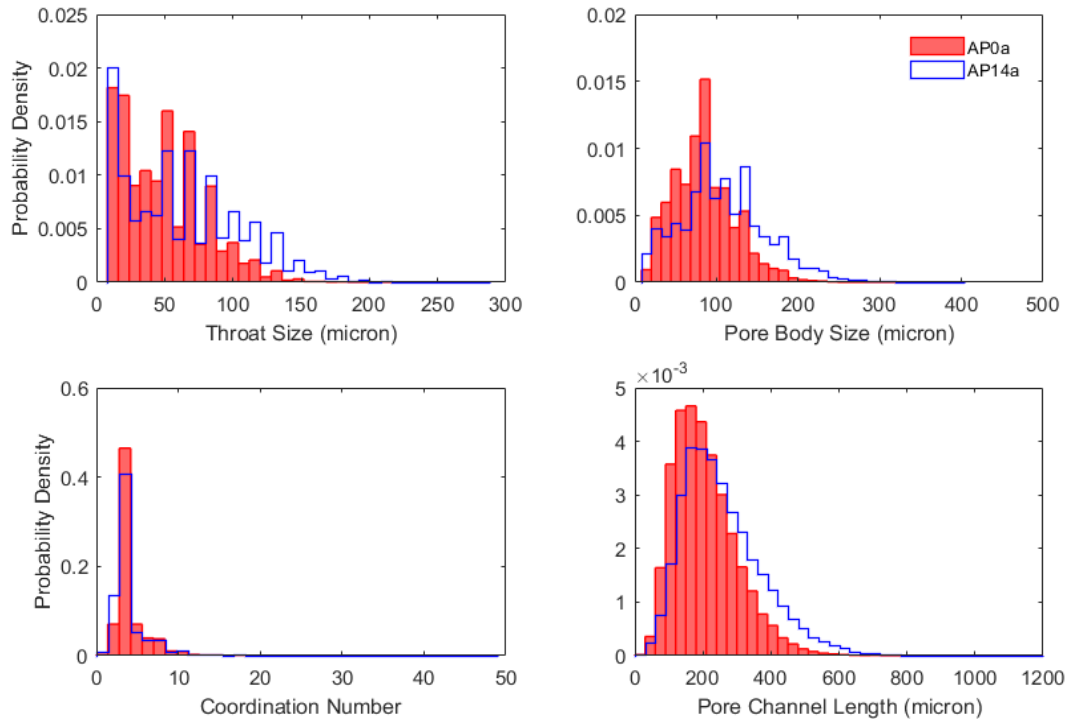 0.025
0.02
0.015
0.01
0.005
0
0 50 100 150 200 250 300
Probability Density
Throat Size (micron)
0.02
0.015
0.01
0.005
0
0 100 200 300 400 500
Pore Body Size (micron)
AP0a
AP14a
0.6
0.4
0.2
0
0 10 20 30 40 50
Probability Density
Coordination Number
×10⁻³
5
4
3
2
1
0
0 200 400 600 800 1000 1200
Pore Channel Length (micron)